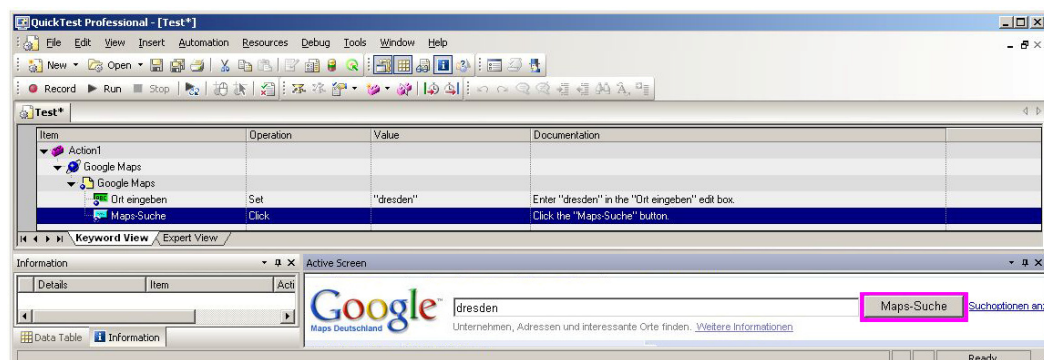 QuickTest Professional - [Test*]
File Edit View Insert Automation Resources Debug Tools Window Help
New Open
Record Run Stop
Test*
Item Operation Value Documentation
Action1
Google Maps
Google Maps
Ort eingeben Set "dresden" Enter "dresden" in the "Ort eingeben" edit box.
Maps-Suche Click Click the "Maps-Suche" button.
Keyword View Expert View
Information Active Screen
Details Item Acti
Google Maps Deutschland
dresden Maps-Suche Suchoptionen an
Unternehmen, Adressen und interessante Orte finden. Weitere Informationen
Data Table Information
Ready